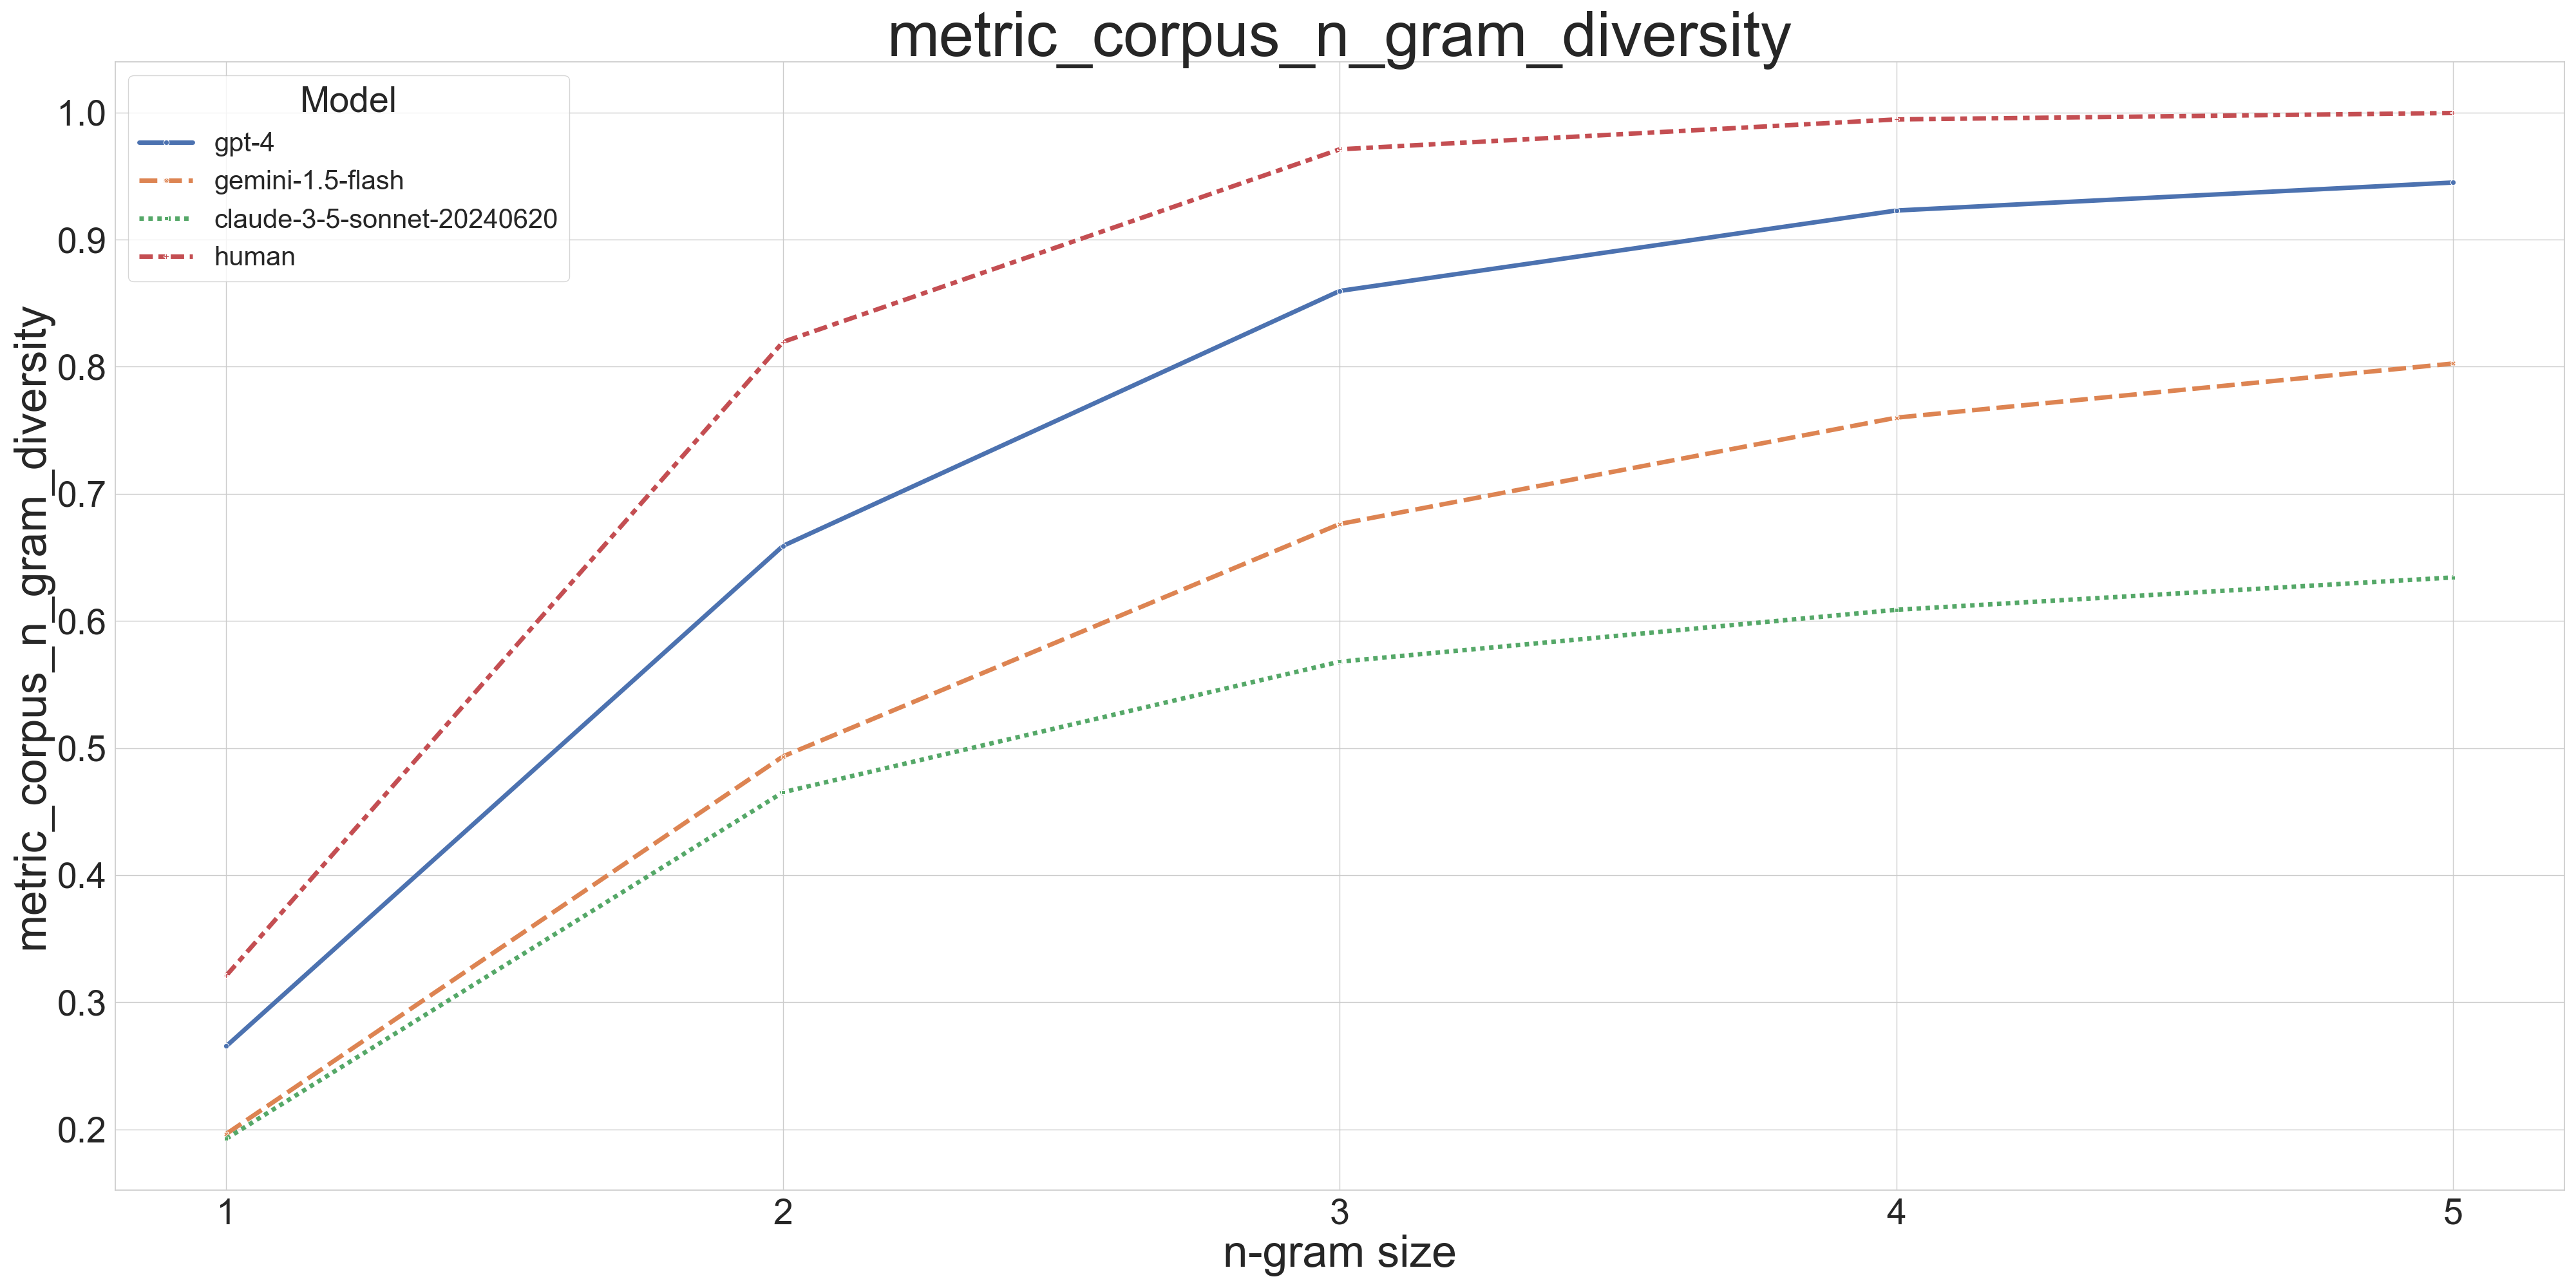 metric_corpus_n_gram_diversity
Model
gpt-4
gemini-1.5-flash
claude-3-5-sonnet-20240620
human
metric_corpus_n_gram_diversity
1.0
0.9
0.8
0.7
0.6
0.5
0.4
0.3
0.2
1 2 3 4 5
n-gram size